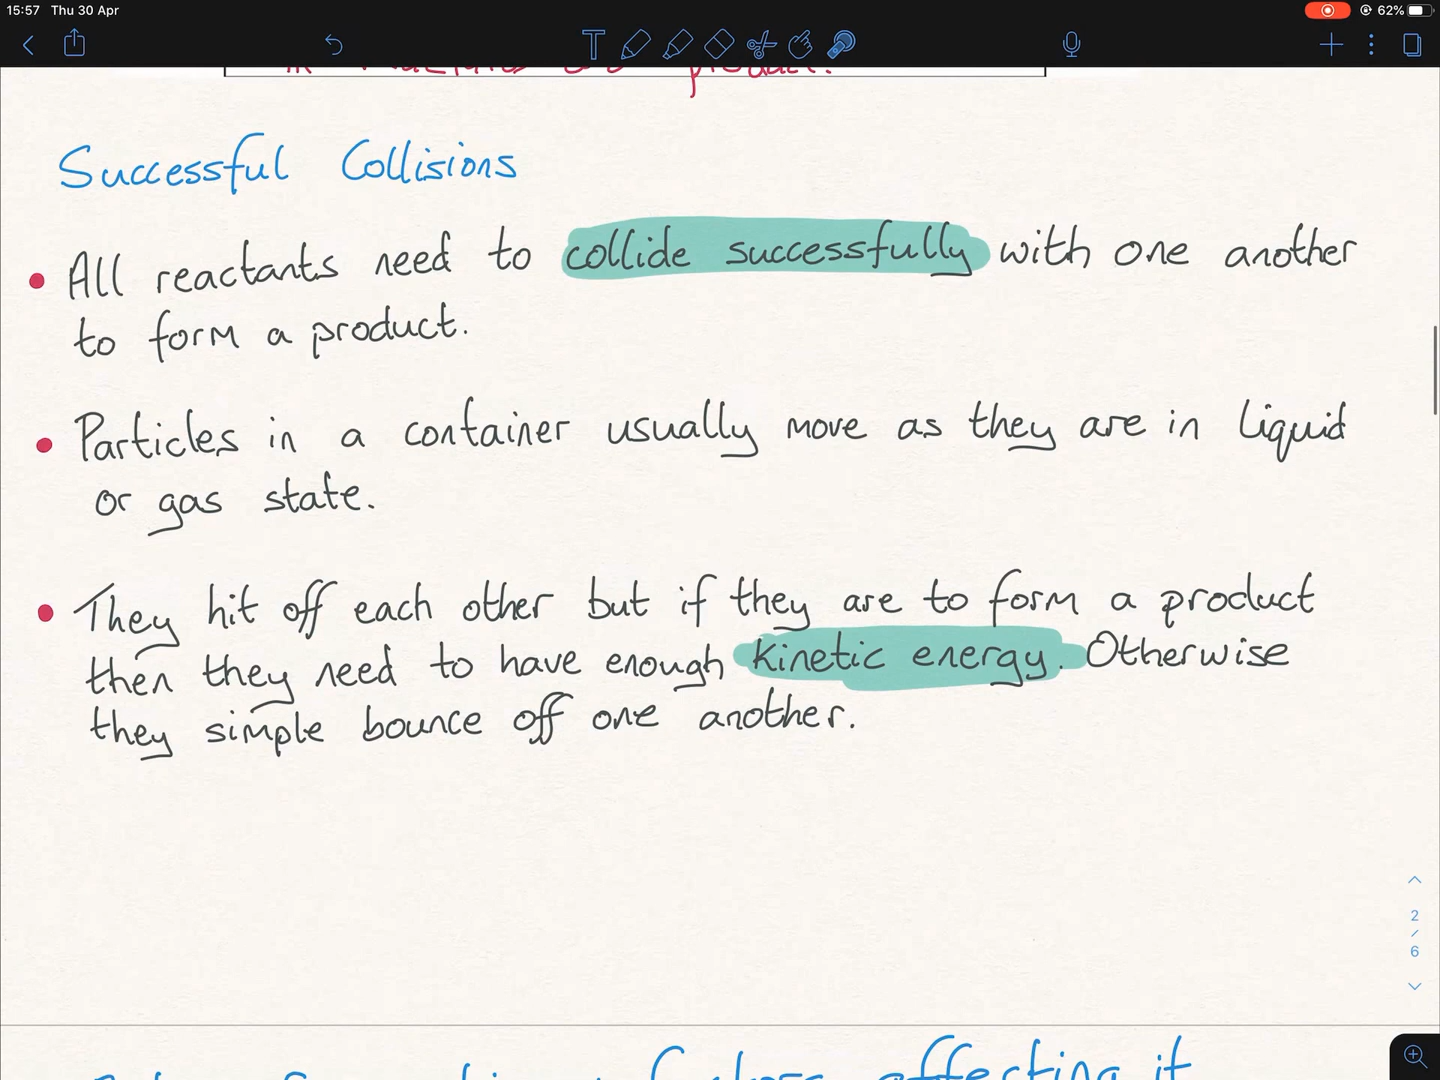 15:57 Thu 30 Apr
62%
product.
Successful Collisions
All reactants need to collide successfully with one another
to form a product.
Particles in a container usually move as they are in liquid
or gas state.
They hit off each other but if they are to form a product
then they need to have enough kinetic energy. Otherwise
they simple bounce off one another.
2
/
6
affecting it